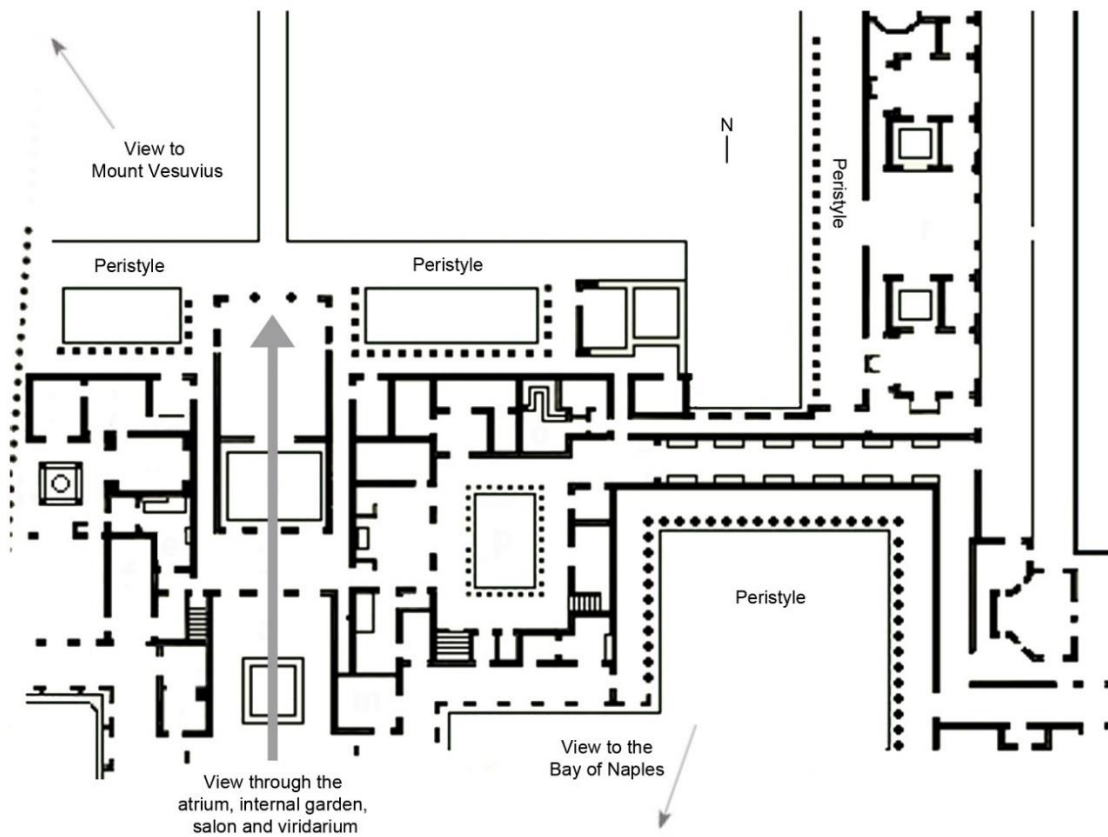 View to
Mount Vesuvius
N
Peristyle
Peristyle
Peristyle
p
Peristyle
m
View to the
Bay of Naples
View through the
atrium, internal garden,
salon and viridarium